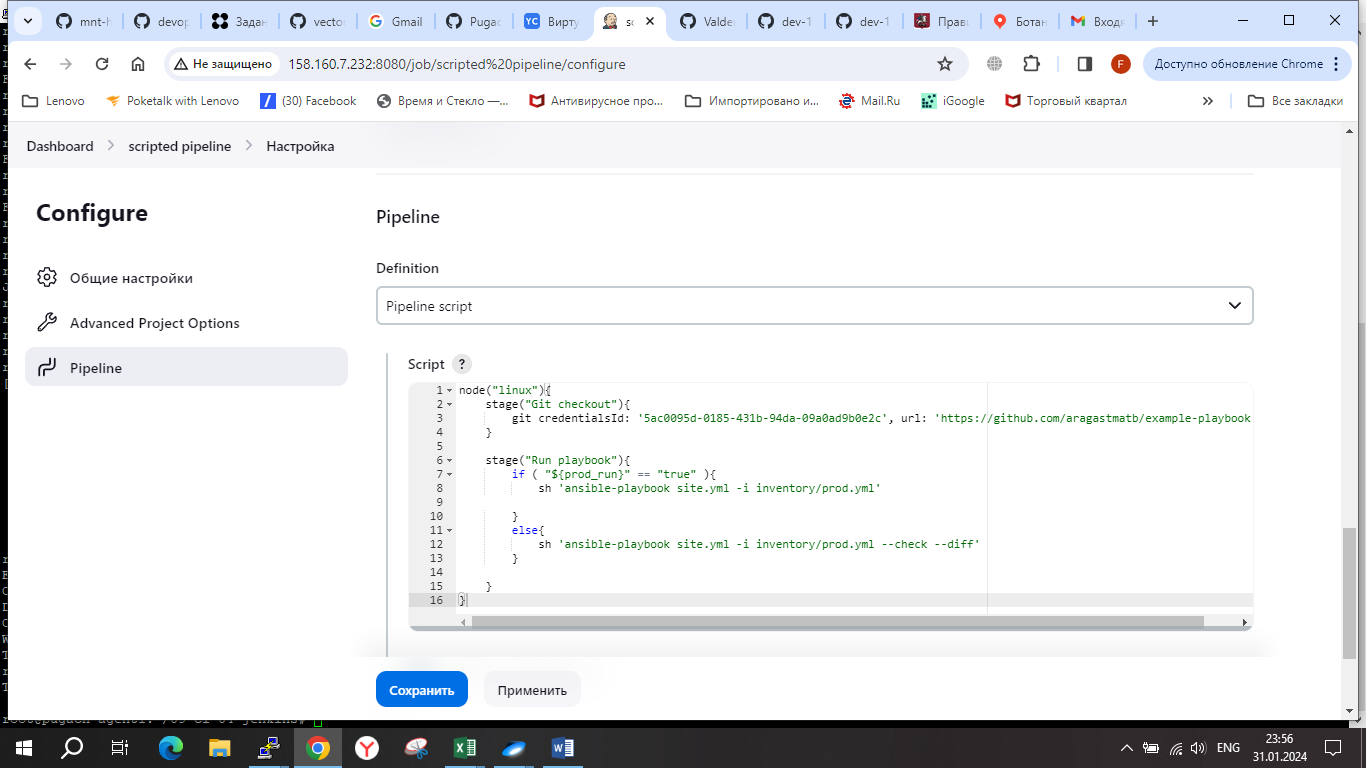 mnt-h
devop
Задан
vector
Gmail
Pugac
YC Вирту
sc
Valder
dev-1
dev-1
Прави
Ботан
Входя
Не защищено
158.160.7.232:8080/job/scripted%20pipeline/configure
F
Доступно обновление Chrome
Lenovo
Poketalk with Lenovo
(30) Facebook
Время и Стекло —...
Антивирусное про...
Импортировано и...
Mail.Ru
iGoogle
Торговый квартал
»
Все закладки
Dashboard > scripted pipeline > Настройка
Configure
Общие настройки
Advanced Project Options
Pipeline
Pipeline
Definition
Pipeline script
Script ?
1 node("linux"){
2 stage("Git checkout"){
3 git credentialsId: '5ac0095d-0185-431b-94da-09a0ad9b0e2c', url: 'https://github.com/aragastmatb/example-playbook.
4 }
5
6 stage("Run playbook"){
7 if ( "${prod_run}" == "true" ){
8 sh 'ansible-playbook site.yml -i inventory/prod.yml'
9
10 }
11 else{
12 sh 'ansible-playbook site.yml -i inventory/prod.yml --check --diff'
13 }
14
15 }
16 }
Сохранить
Применить
ENG
23:56
31.01.2024